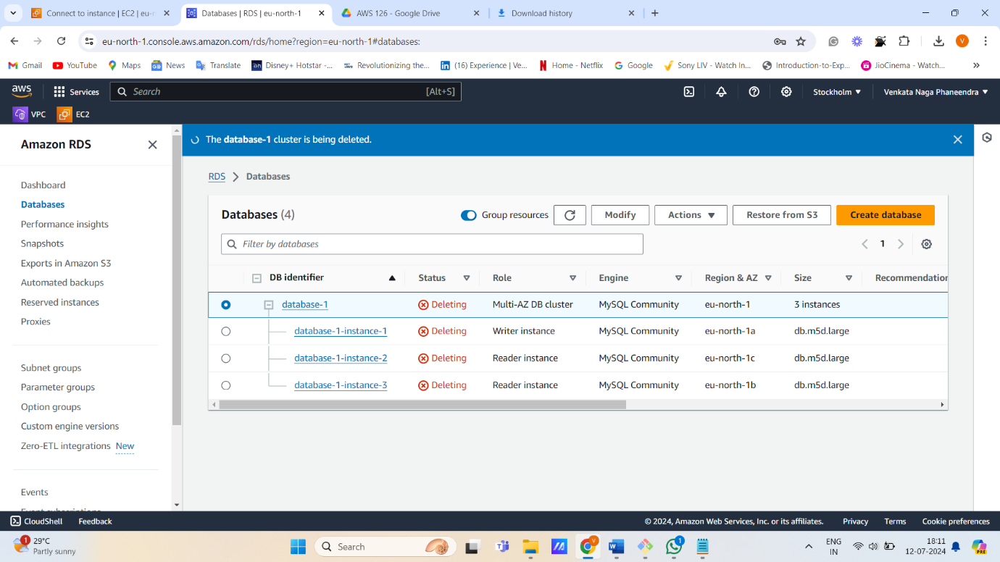 Connect to instance | EC2 | eu-n
Databases | RDS | eu-north-1
AWS 126 - Google Drive
Download history
eu-north-1.console.aws.amazon.com/rds/home?region=eu-north-1#databases:
V
Gmail
YouTube
Maps
News
Translate
Disney+ Hotstar -...
Revolutionizing the...
(16) Experience | Ve...
Home - Netflix
Google
Sony LIV - Watch In...
Introduction-to-Exp...
JioCinema - Watch...
aws
Services
Search
[Alt+S]
Stockholm
Venkata Naga Phaneendra
VPC
EC2
Amazon RDS
Dashboard
Databases
Performance insights
Snapshots
Exports in Amazon S3
Automated backups
Reserved instances
Proxies
Subnet groups
Parameter groups
Option groups
Custom engine versions
Zero-ETL integrations New
Events
The database-1 cluster is being deleted.
RDS > Databases
Databases (4)
Group resources
Modify
Actions
Restore from S3
Create database
Filter by databases
1
DB identifier Status Role Engine Region & AZ Size Recommendation
database-1 Deleting Multi-AZ DB cluster MySQL Community eu-north-1 3 instances
database-1-instance-1 Deleting Writer instance MySQL Community eu-north-1a db.m5d.large
database-1-instance-2 Deleting Reader instance MySQL Community eu-north-1c db.m5d.large
database-1-instance-3 Deleting Reader instance MySQL Community eu-north-1b db.m5d.large
CloudShell
Feedback
© 2024, Amazon Web Services, Inc. or its affiliates.
Privacy
Terms
Cookie preferences
1
29°C
Partly sunny
Search
V
1
ENG
IN
18:11
12-07-2024
PRE